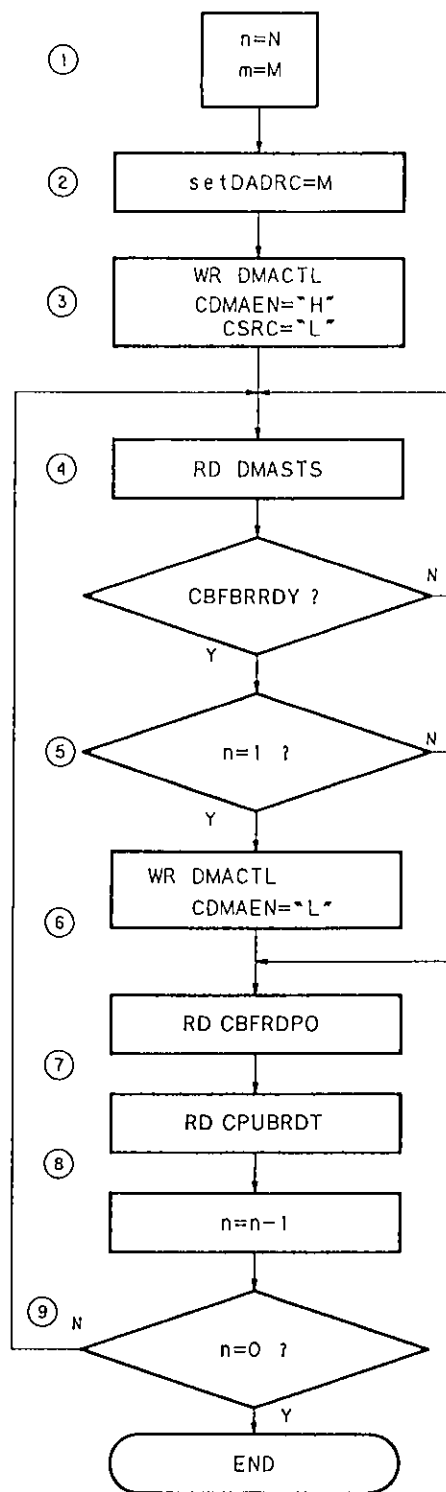 ① n=N
m=M
② setDADRC=M
③ WR DMACTL
CDMAEN="H"
CSRC="L"
④ RD DMASTS
CBFBRRDY ? N
Y
⑤ n=1 ? N
Y
WR DMACTL
⑥ CDMAEN="L"
RD CBFRDPO
⑦
RD CPUBRDT
⑧
n=n-1
⑨ N
n=0 ?
Y
END